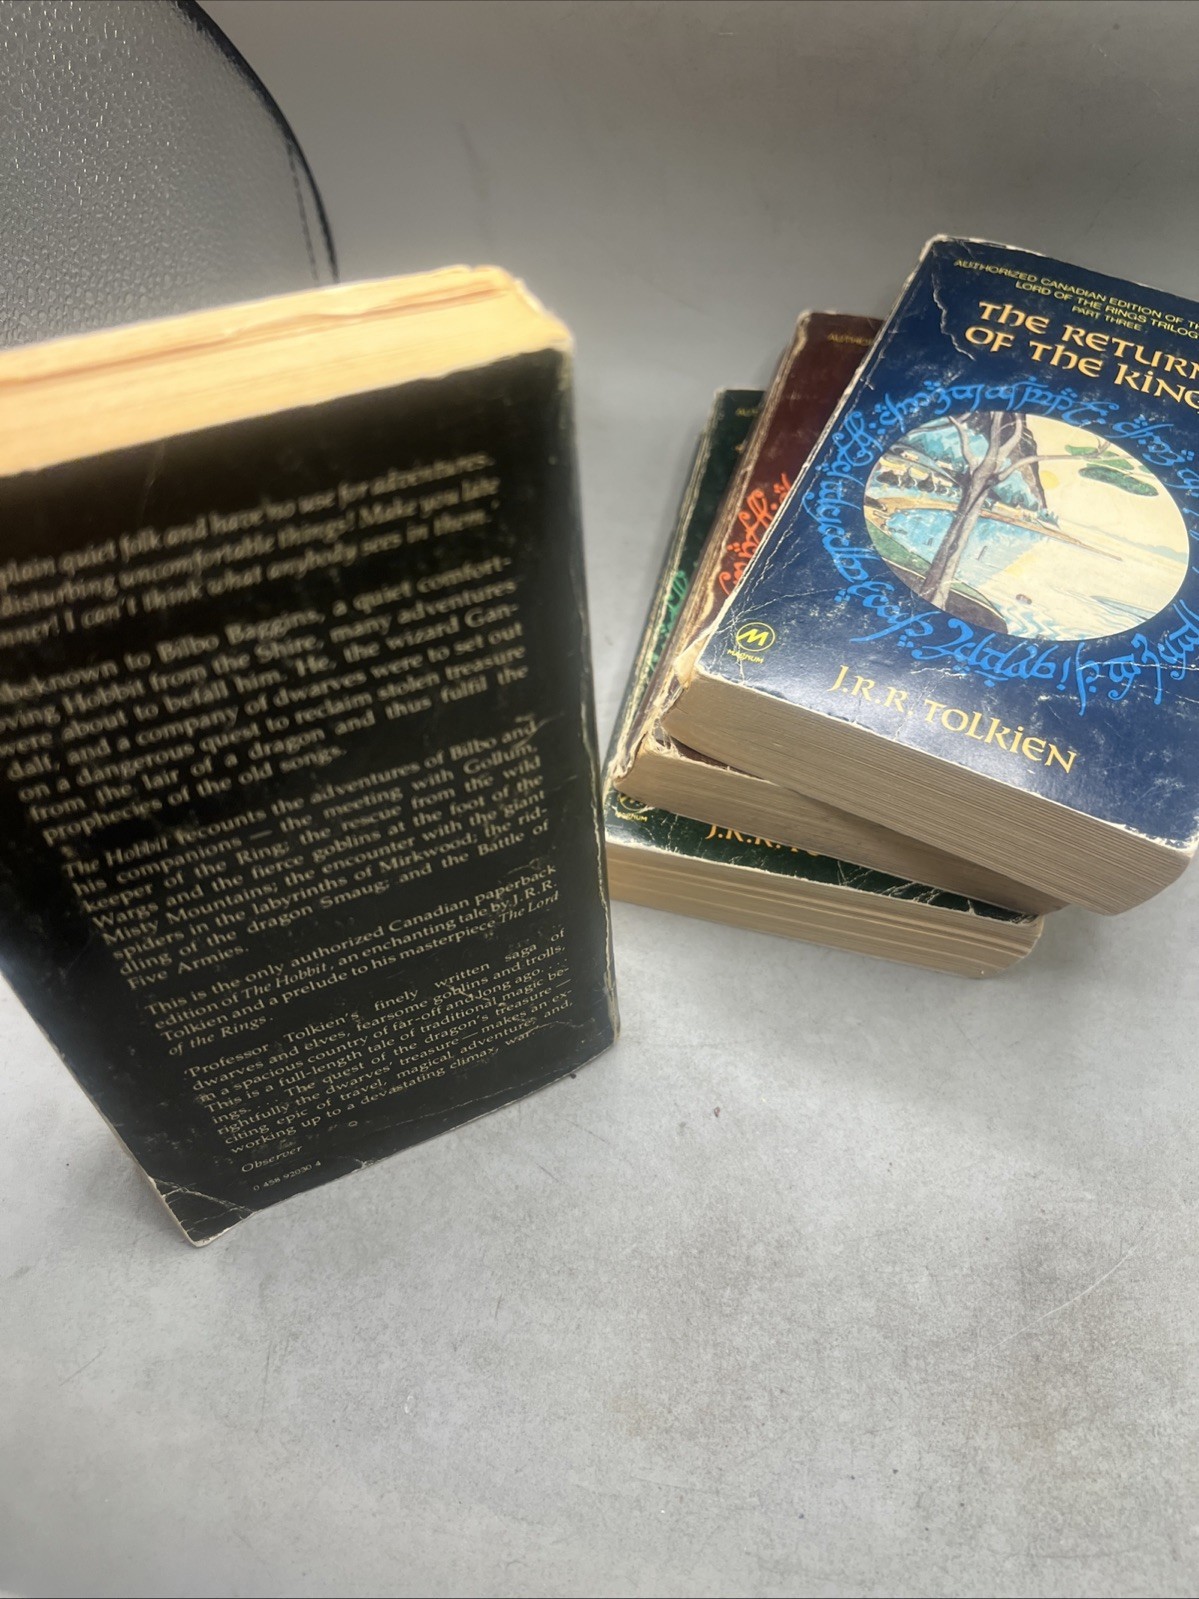 plain, quiet folk and have no use for adventures.
disturbing uncomfortable things! Make you late
nner! I can't think what anybody sees in them.'
nknown to Bilbo Baggins, a quiet comfort-
oving Hobbit from the Shire, many adventures
were about to befall him. He, the wizard Gan-
dalf, and a company of dwarves were to set out
on a dangerous quest to reclaim stolen treasure
from the lair of a dragon and thus fulfil the
prophecies of the old songs.
The Hobbit recounts the adventures of Bilbo and
his companions — the meeting with Gollum,
keeper of the Ring; the rescue from the wild
Wargs and the fierce goblins at the foot of the
Misty Mountains; the encounter with the giant
spiders in the labyrinths of Mirkwood; the rid-
dling of the dragon Smaug; and the Battle of
Five Armies.
This is the only authorized Canadian paperback
edition of The Hobbit, an enchanting tale by J.R.R.
Tolkien and a prelude to his masterpiece The Lord
of the Rings.
'Professor Tolkien's finely written saga of
dwarves and elves, fearsome goblins and trolls,
in a spacious country of far-off and long ago. . . .
This is a full-length tale of traditional magic be-
ings. . . . The quest of the dragon's treasure —
rightfully the dwarves' treasure — makes an ex-
citing epic of travel, magical adventures and,
working up to a devastating climax, war'
Observer
0 458 92030 4
AUTHORIZED CANADIAN EDITION OF T
LORD OF THE RINGS TRILOG
PART THREE
THE RETURN
OF THE KING
M
MAGNUM
J.R.R. TOLKIEN
MAGNUM
J.R.R. TO